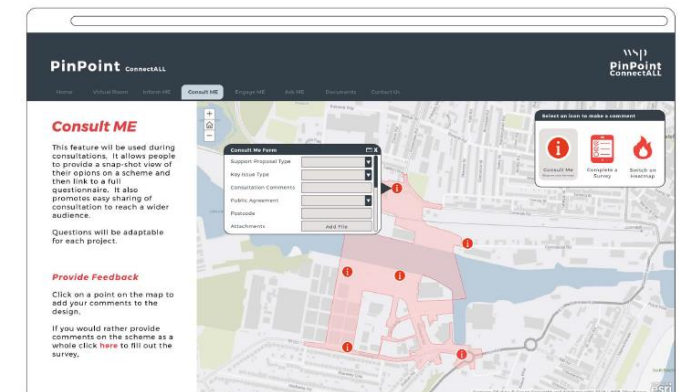 wsp
PinPoint ConnectALL
PinPoint
ConnectALL
Home Virtual Room Inform ME Consult ME Engage ME Ask ME Documents Contact Us
Consult ME
This feature will be used during
consultations. It allows people
to provide a snap-shot view of
their opions on a scheme and
then link to a full
questionnaire. It also
promotes easy sharing of
consultation to reach a wider
audience.
Questions will be adaptable
for each project.
Provide Feedback
Click on a point on the map to
add your comments to the
design.
If you would rather provide
comments on the scheme as a
whole click here to fill out the
survey,
Consult Me Form
Support Proposal Type
Key Issue Type
Consultation Comments
Public Agreement
Postcode
Attachments Add File
Select an icon to make a comment
Consult Me
Complete a
Survey
Switch on
Heatmap
esri